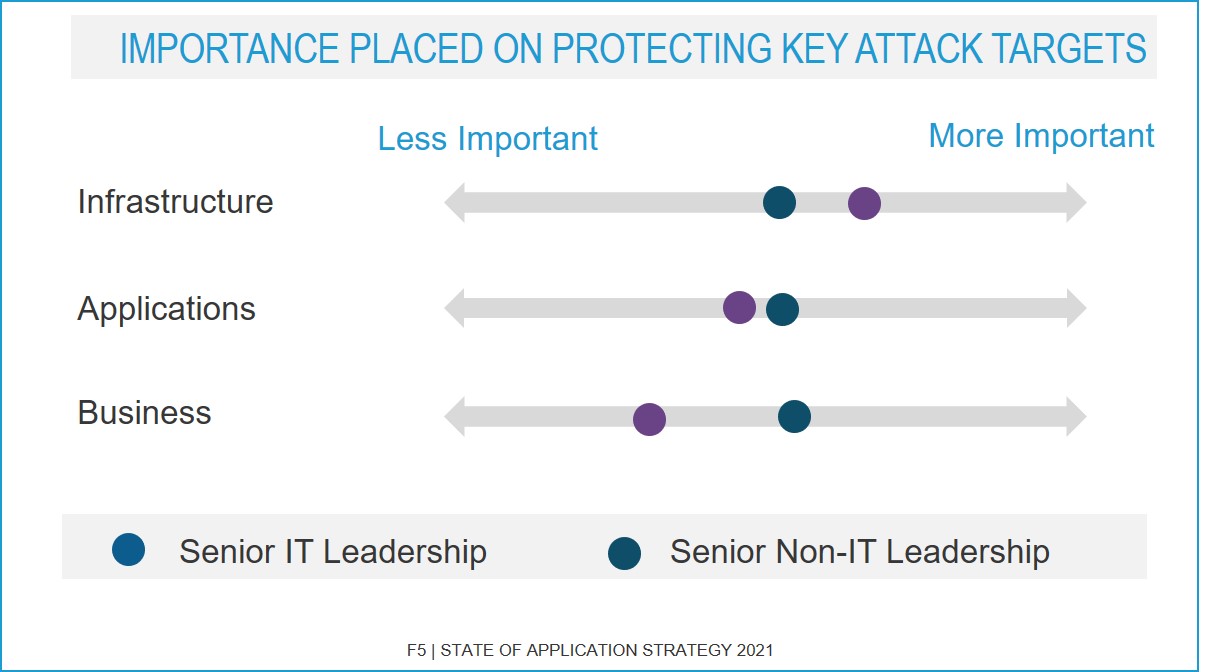 IMPORTANCE PLACED ON PROTECTING KEY ATTACK TARGETS
Less Important
More Important
Infrastructure
Applications
Business
Senior IT Leadership
Senior Non-IT Leadership
F5 | STATE OF APPLICATION STRATEGY 2021